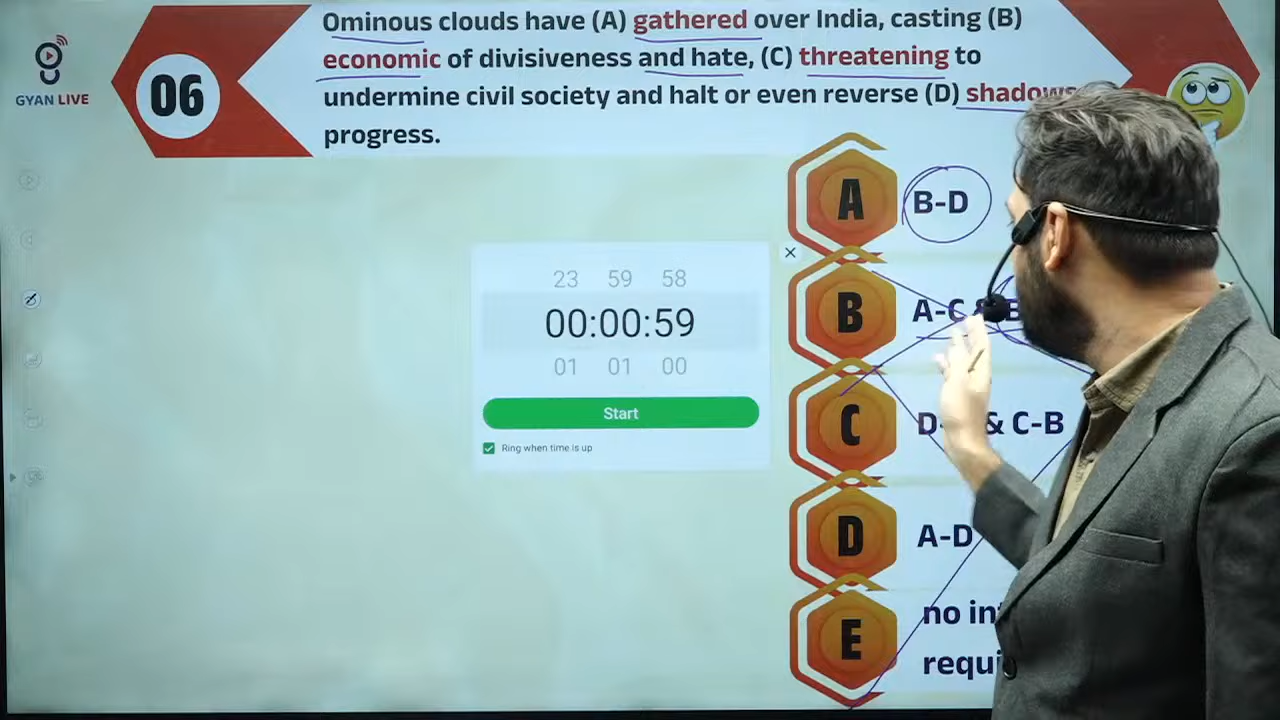 Ominous clouds have (A) gathered over India, casting (B)
economic of divisiveness and hate, (C) threatening to
undermine civil society and halt or even reverse (D) shadows
progress.
06
GYAN LIVE
A B-D
B A-C &
C & C-B
D A-D
E no
23 59 58
00:00:59
01 01 00
Start
Ring when time is up